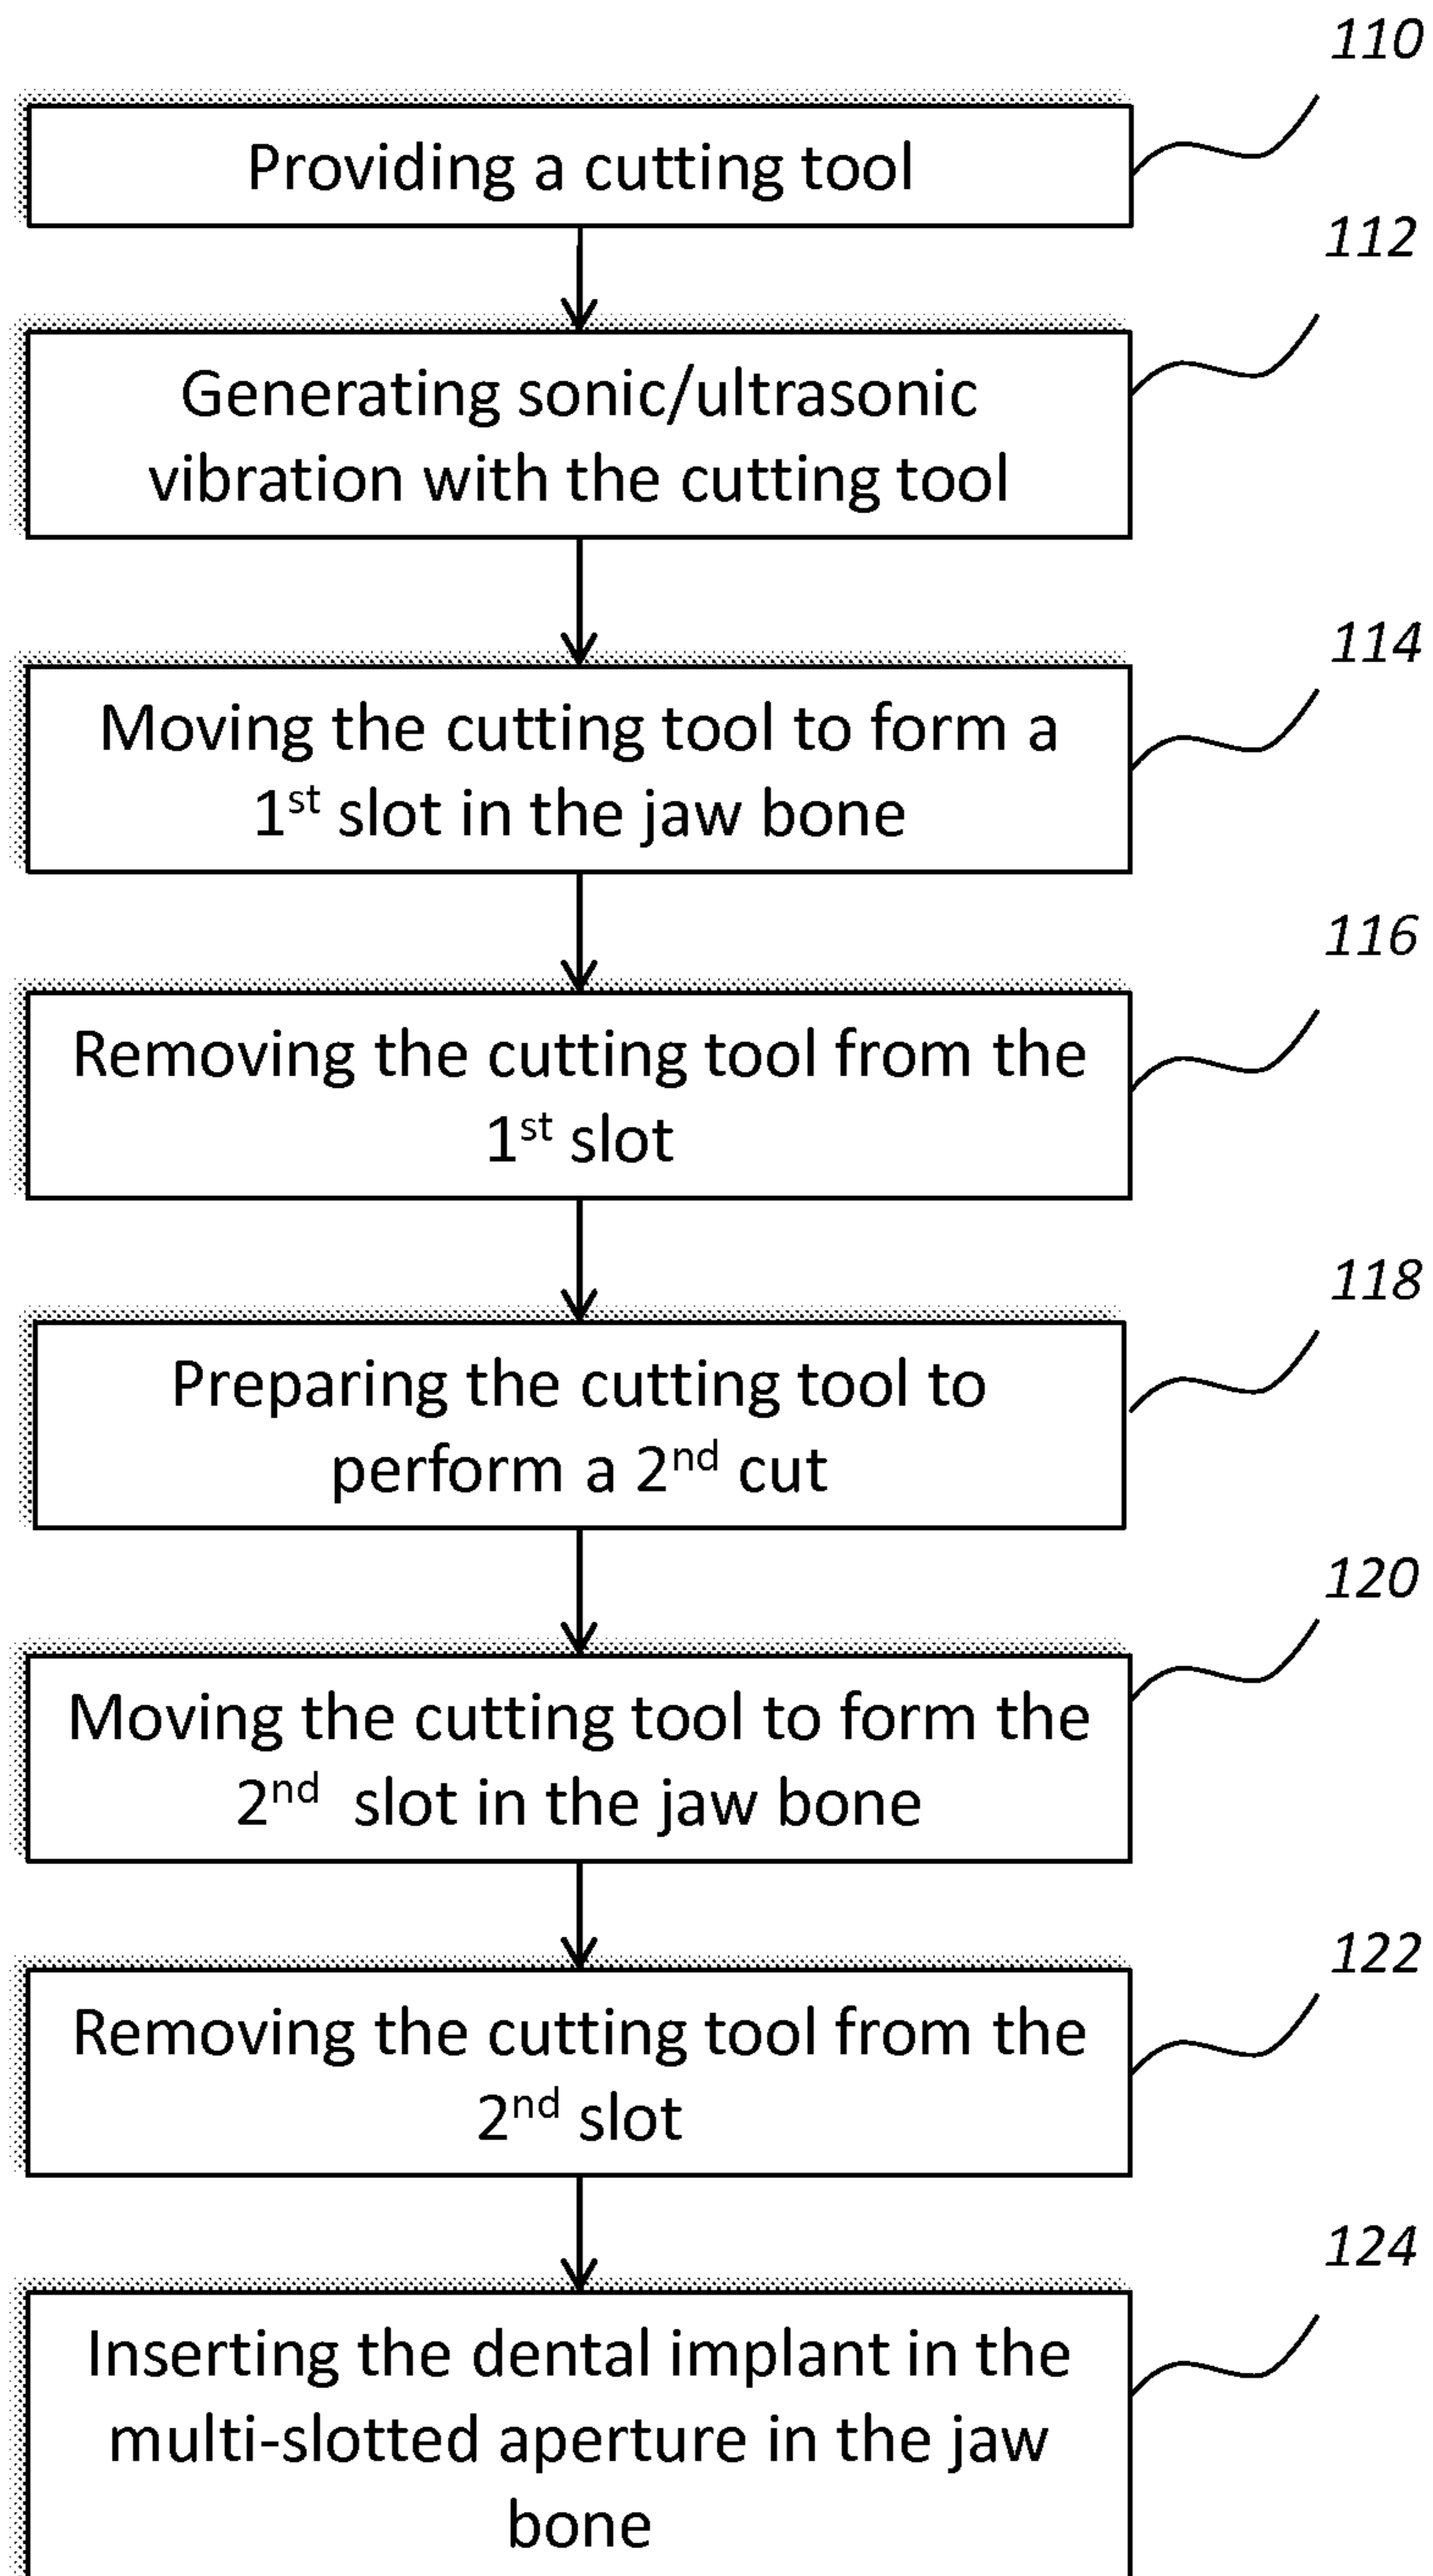 110
Providing a cutting tool
112
Generating sonic/ultrasonic
vibration with the cutting tool
114
Moving the cutting tool to form a
1st slot in the jaw bone
116
Removing the cutting tool from the
1st slot
118
Preparing the cutting tool to
perform a 2nd cut
120
Moving the cutting tool to form the
2nd slot in the jaw bone
122
Removing the cutting tool from the
2nd slot
124
Inserting the dental implant in the
multi-slotted aperture in the jaw
bone